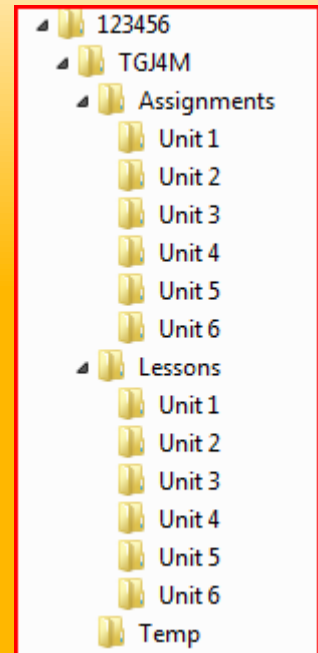 123456
TGJ4M
Assignments
Unit 1
Unit 2
Unit 3
Unit 4
Unit 5
Unit 6
Lessons
Unit 1
Unit 2
Unit 3
Unit 4
Unit 5
Unit 6
Temp